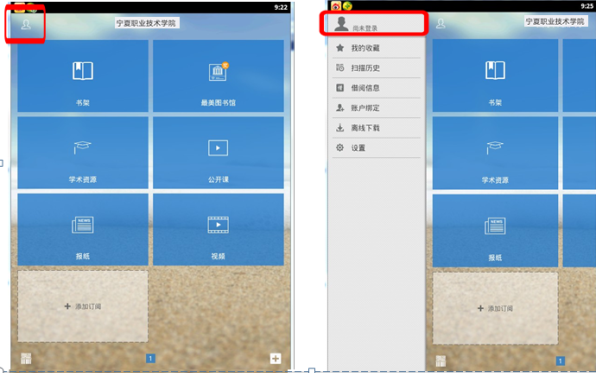 9:22
宁夏职业技术学院
书架
最美图书馆
学术资源
公开课
NEWS
报纸
视频
+ 添加订阅
1
9:25
尚未登录
我的收藏
扫描历史
借阅信息
账户绑定
离线下载
设置
宁夏职业技术学院
书架
学术资源
NEWS
报纸
+ 添加订阅
1